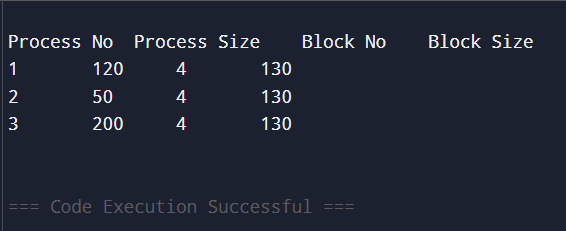 Process No  Process Size    Block No    Block Size
1       120     4       130
2       50      4       130
3       200     4       130
=== Code Execution Successful ===